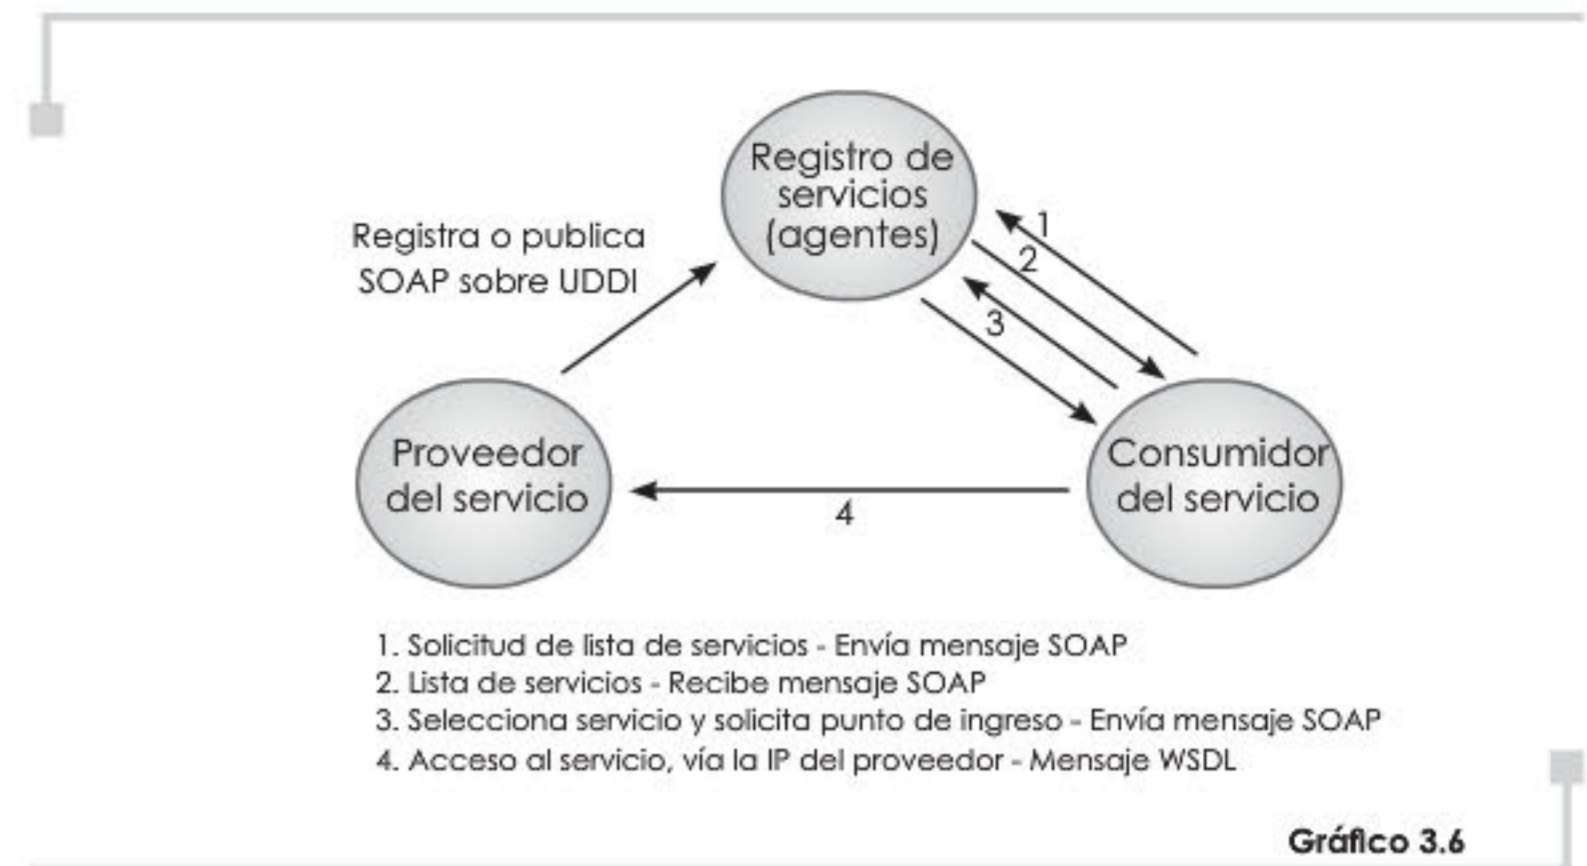 Registro de
servicios
(agentes)
Registra o publica
SOAP sobre UDDI
1
2
3
Proveedor
del servicio
Consumidor
del servicio
4
1. Solicitud de lista de servicios - Envía mensaje SOAP
2. Lista de servicios - Recibe mensaje SOAP
3. Selecciona servicio y solicita punto de ingreso - Envía mensaje SOAP
4. Acceso al servicio, vía la IP del proveedor - Mensaje WSDL
Gráfico 3.6